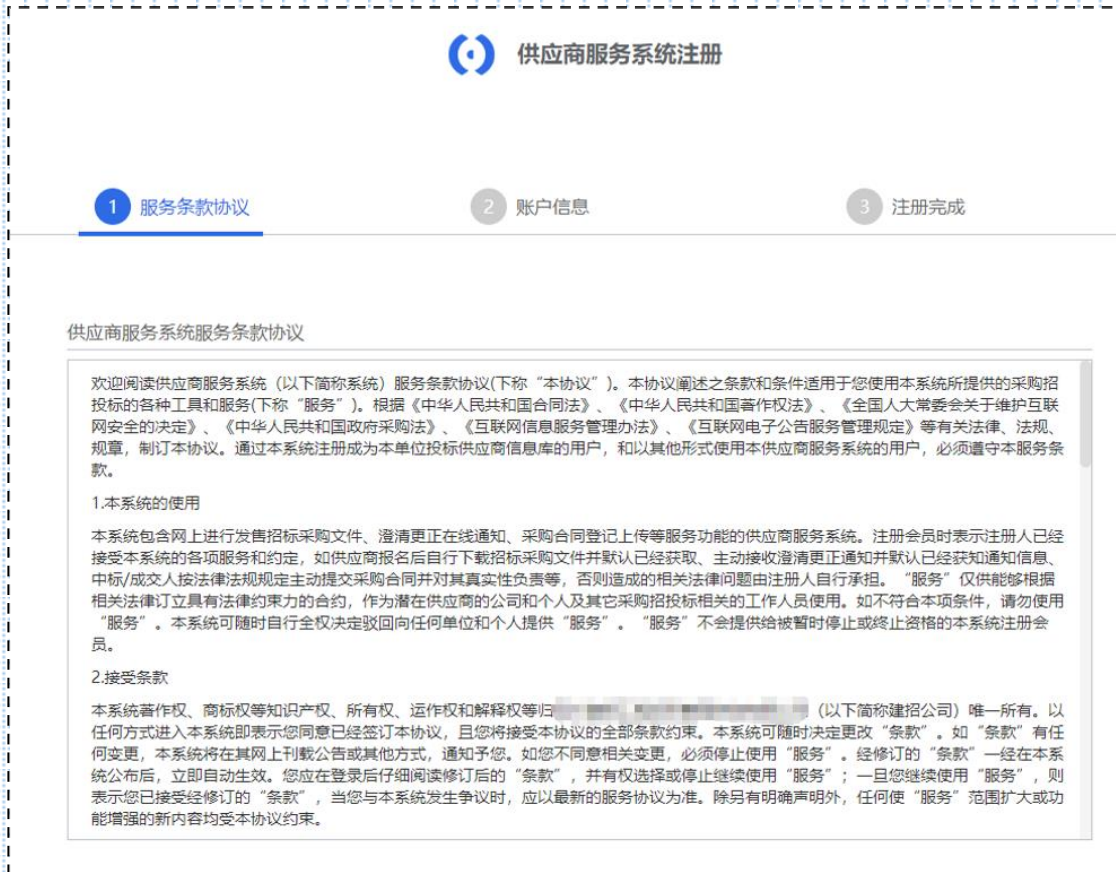 供应商服务系统注册
1 服务条款协议
2 账户信息
3 注册完成
供应商服务系统服务条款协议
欢迎阅读供应商服务系统（以下简称系统）服务条款协议(下称“本协议”)。本协议阐述之条款和条件适用于您使用本系统所提供的采购招
投标的各种工具和服务(下称“服务”)。根据《中华人民共和国合同法》、《中华人民共和国著作权法》、《全国人大常委会关于维护互联
网安全的决定》、《中华人民共和国政府采购法》、《互联网信息服务管理办法》、《互联网电子公告服务管理规定》等有关法律、法规、
规章，制订本协议。通过本系统注册成为本单位投标供应商信息库的用户，和以其他形式使用本供应商服务系统的用户，必须遵守本服务条
款。
1.本系统的使用
本系统包含网上进行发售招标采购文件、澄清更正在线通知、采购合同登记上传等服务功能的供应商服务系统。注册会员时表示注册人已经
接受本系统的各项服务和约定，如供应商报名后自行下载招标采购文件并默认已经获取、主动接收澄清更正通知并默认已经获知通知信息、
中标/成交人按法律法规规定主动提交采购合同并对其真实性负责等，否则造成的相关法律问题由注册人自行承担。“服务”仅供能够根据
相关法律订立具有法律约束力的合约，作为潜在供应商的公司和个人及其它采购招投标相关的工作人员使用。如不符合本项条件，请勿使用
“服务”。本系统可随时自行全权决定驳回向任何单位和个人提供“服务”。“服务”不会提供给被暂时停止或终止资格的本系统注册会
员。
2.接受条款
本系统著作权、商标权等知识产权、所有权、运作权和解释权等归（以下简称建招公司）唯一所有。以
任何方式进入本系统即表示您同意已经签订本协议，且您将接受本协议的全部条款约束。本系统可随时决定更改“条款”。如“条款”有任
何变更，本系统将在其网上刊载公告或其他方式，通知予您。如您不同意相关变更，必须停止使用“服务”。经修订的“条款”一经在本系
统公布后，立即自动生效。您应在登录后仔细阅读修订后的“条款”，并有权选择或停止继续使用“服务”；一旦您继续使用“服务”，则
表示您已接受经修订的“条款”，当您与本系统发生争议时，应以最新的服务协议为准。除另有明确声明外，任何使“服务”范围扩大或功
能增强的新内容均受本协议约束。